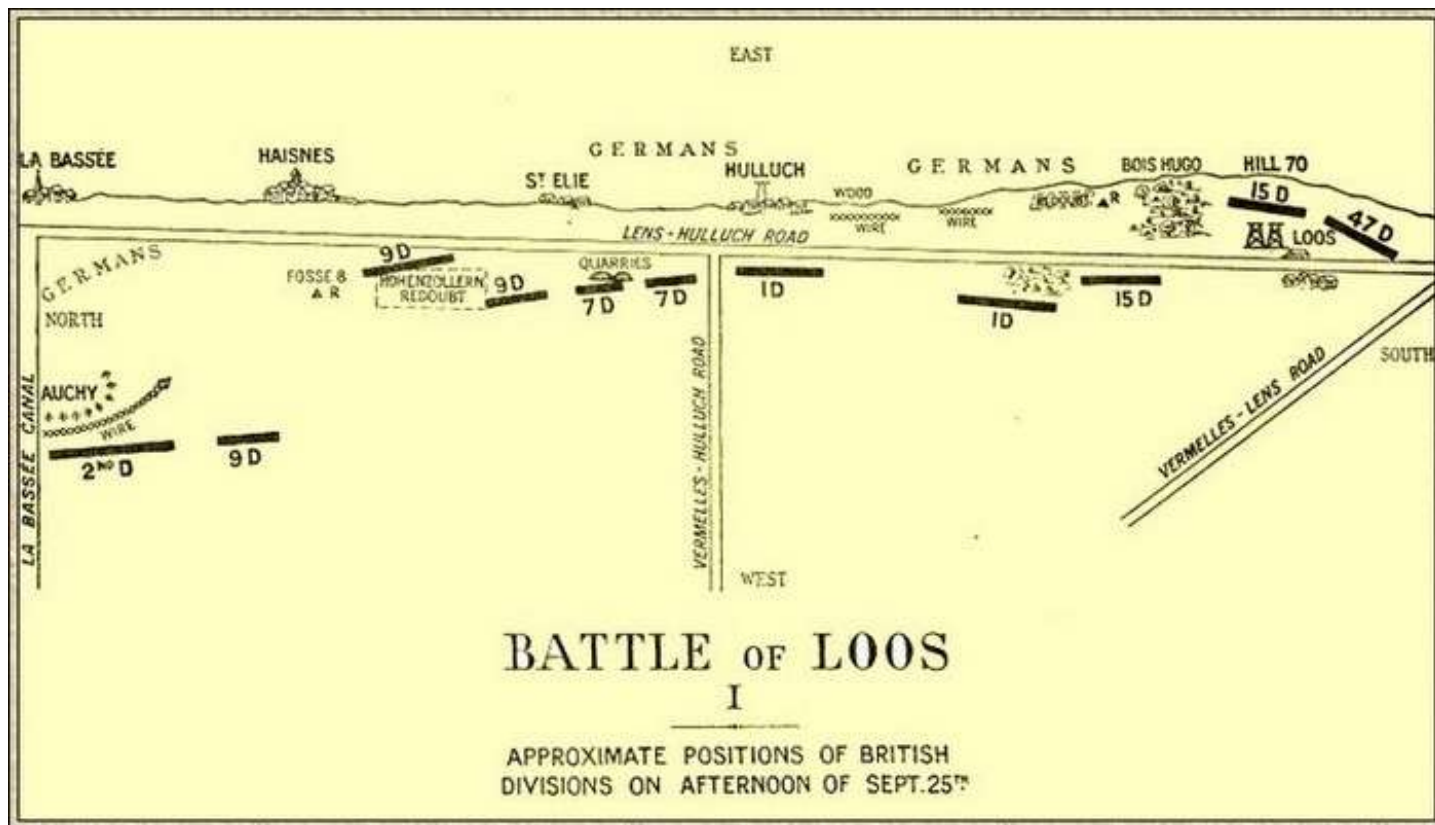 EAST
GERMANS
LA BASSÉE
HAISNES
ST ELIE
HULLUCH
GERMANS
BOIS HUGO
HILL 70
WOOD
R
15 D
WIRE
WIRE
47 D
LENS-HULLUCH ROAD
LOOS
GERMANS
9 D
FOSSE 8
R
HOHENZOLLERN
REDOUBT
9 D
QUARRIES
7 D
7 D
1 D
1 D
15 D
NORTH
SOUTH
AUCHY
WIRE
2ND D
9 D
LA BASSÉE CANAL
VERMELLES-HULLUCH ROAD
VERMELLES-LENS ROAD
WEST
BATTLE OF LOOS
I
APPROXIMATE POSITIONS OF BRITISH
DIVISIONS ON AFTERNOON OF SEPT. 25TH